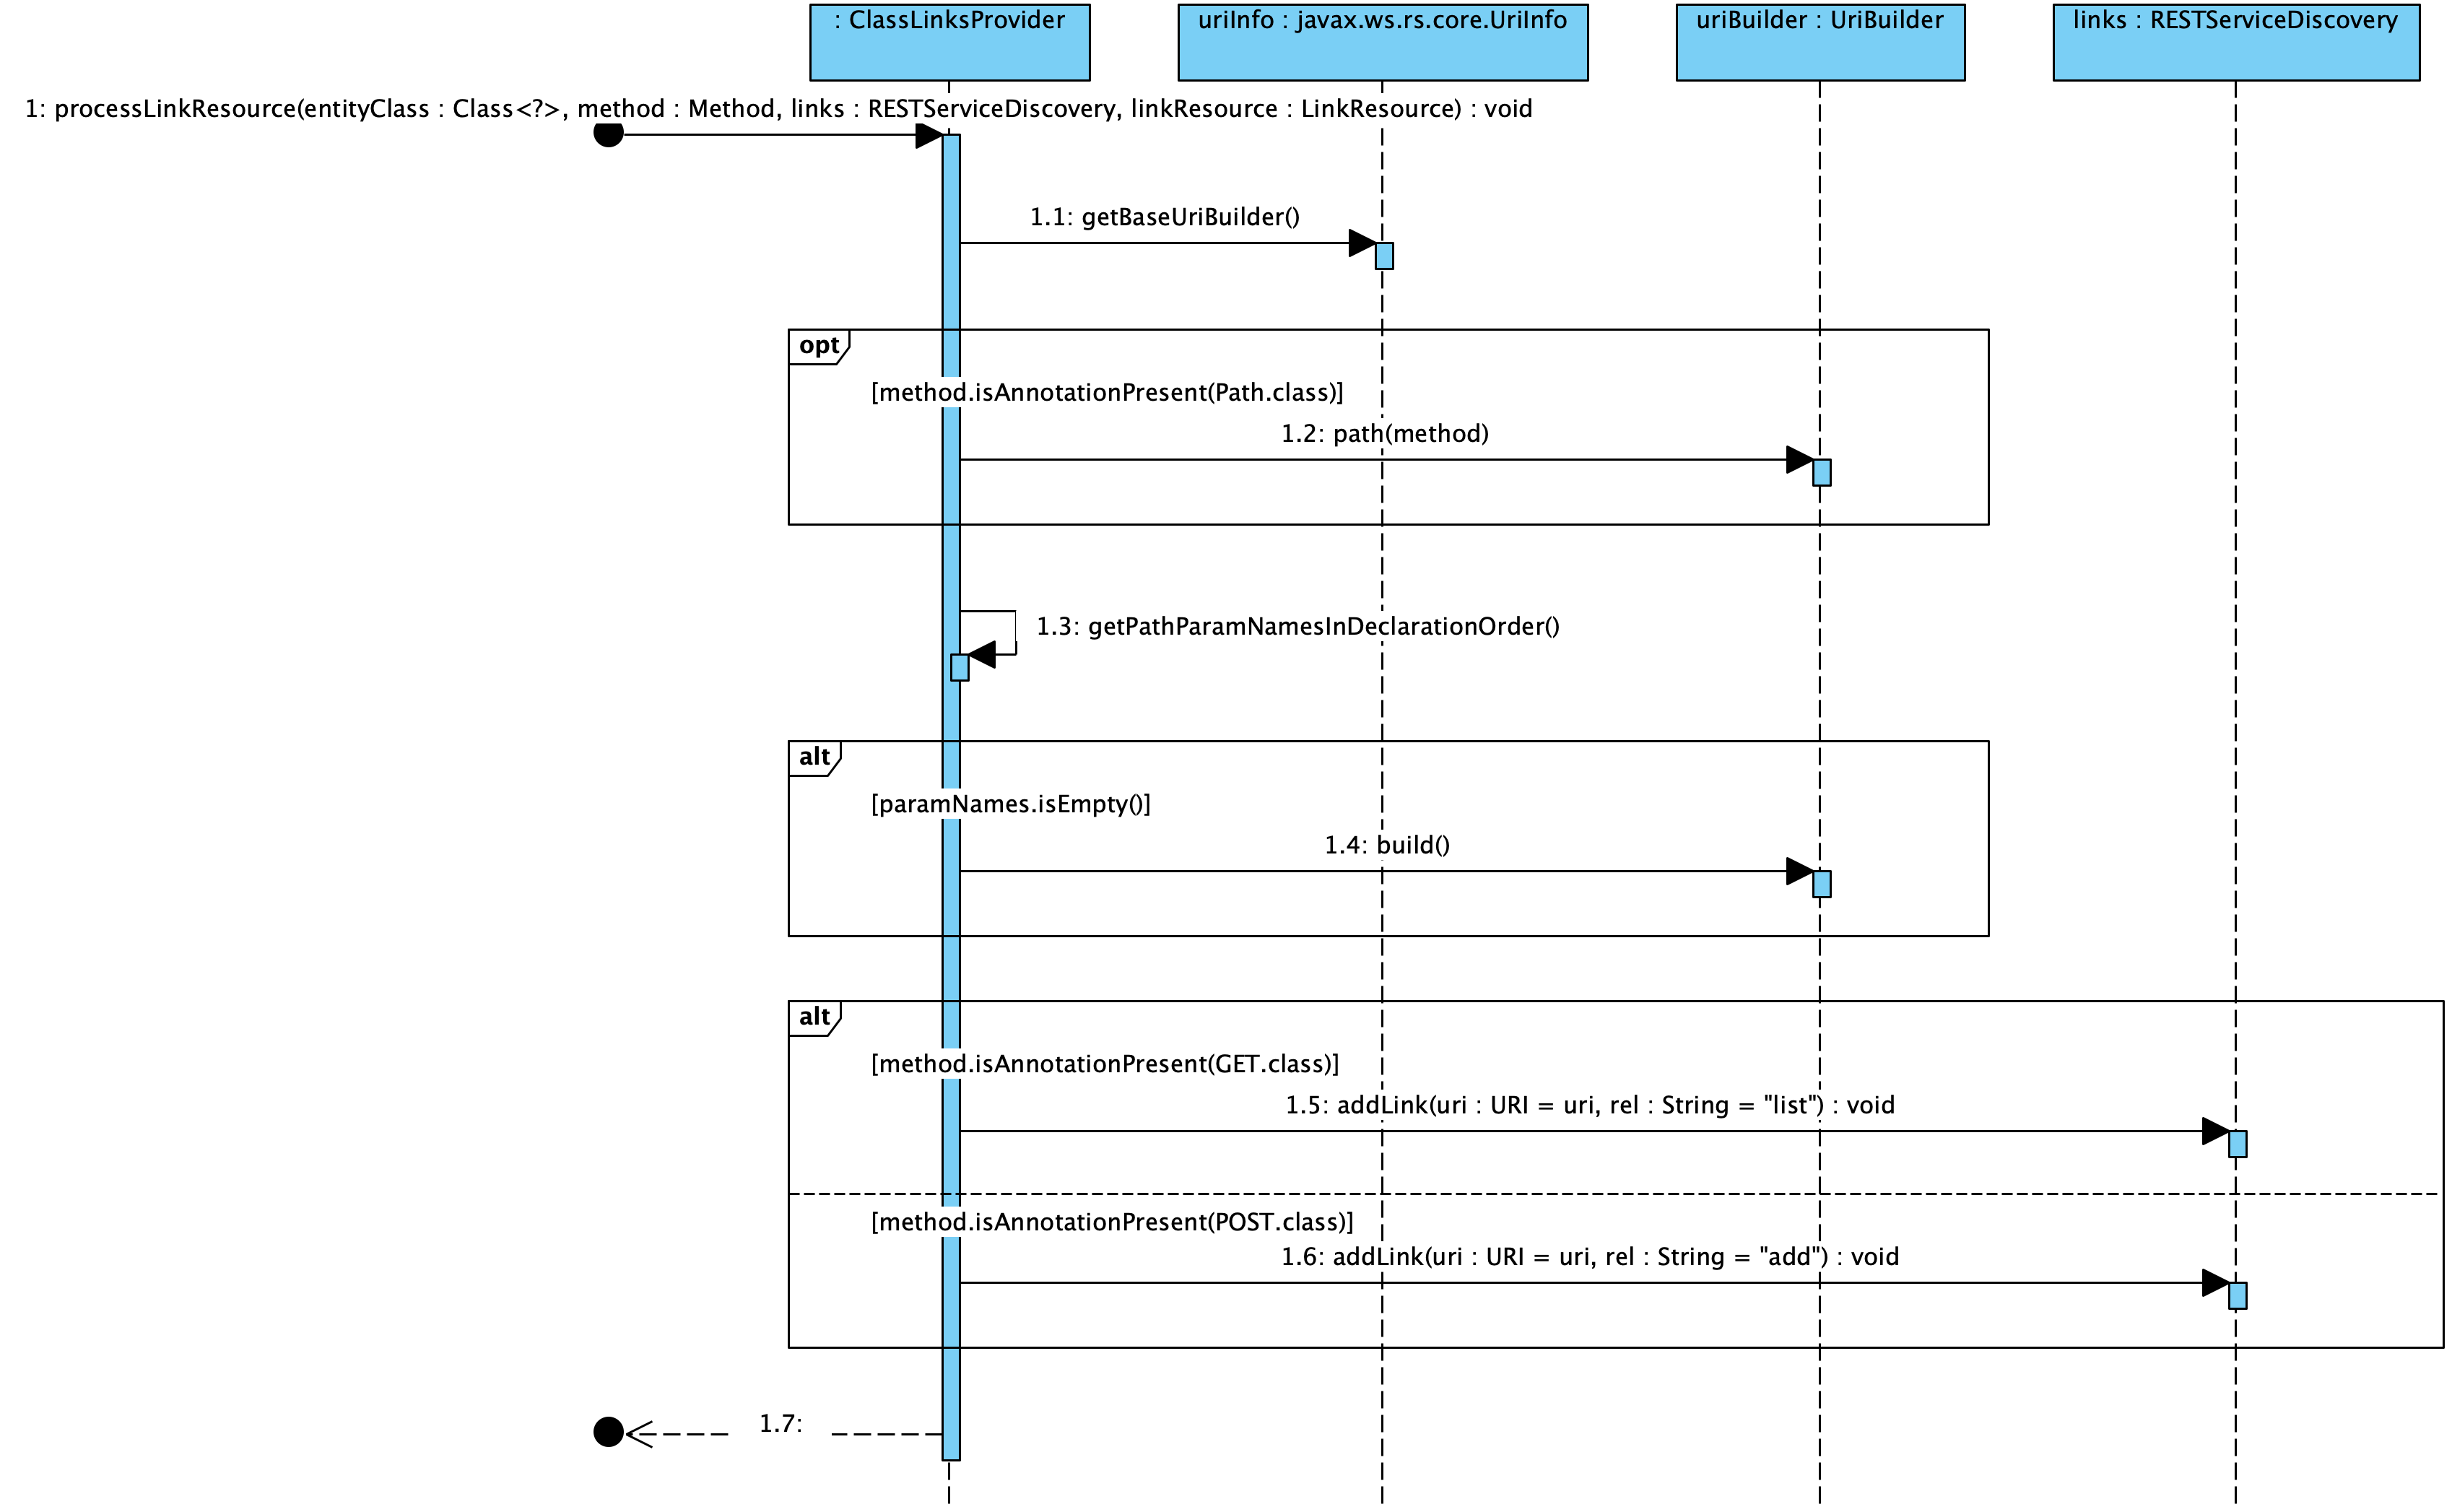 : ClassLinksProvider
uriInfo : javax.ws.rs.core.UriInfo
uriBuilder : UriBuilder
links : RESTServiceDiscovery
1: processLinkResource(entityClass : Class<?>, method : Method, links : RESTServiceDiscovery, linkResource : LinkResource) : void
1.1: getBaseUriBuilder()
opt
[method.isAnnotationPresent(Path.class)]
1.2: path(method)
1.3: getPathParamNamesInDeclarationOrder()
alt
[paramNames.isEmpty()]
1.4: build()
alt
[method.isAnnotationPresent(GET.class)]
1.5: addLink(uri : URI = uri, rel : String = "list") : void
[method.isAnnotationPresent(POST.class)]
1.6: addLink(uri : URI = uri, rel : String = "add") : void
1.7: